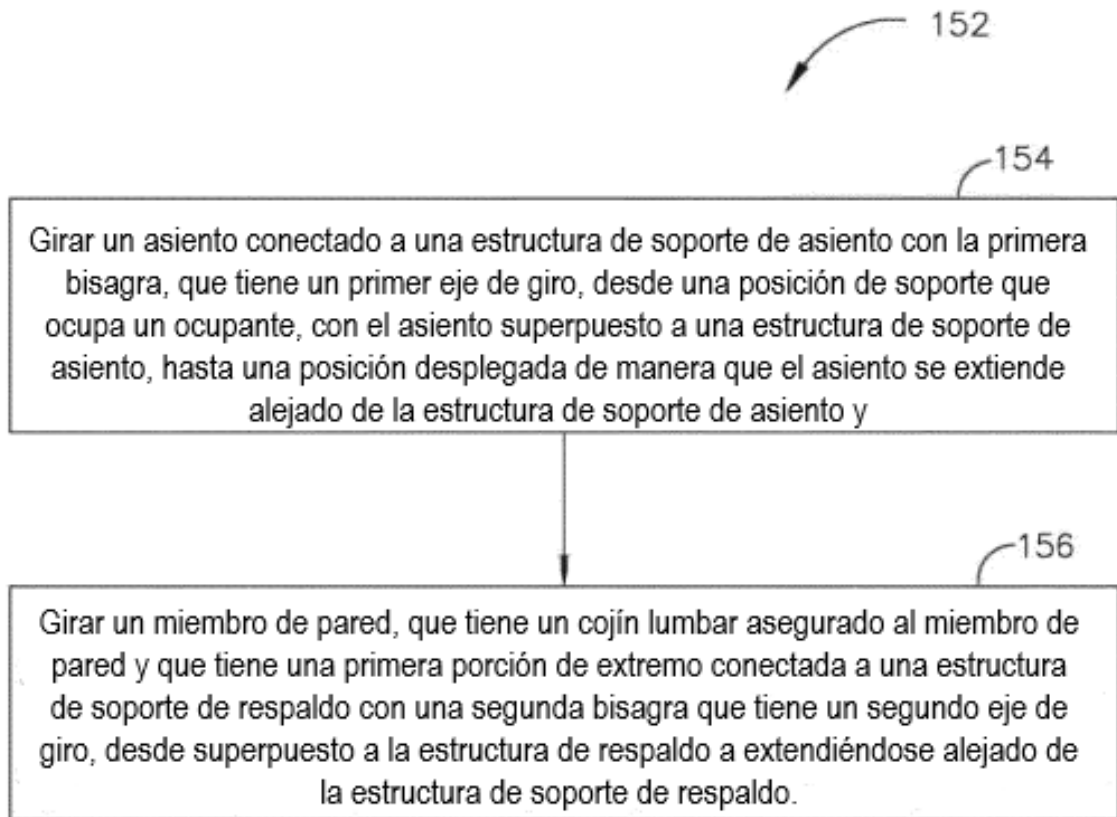 152
154
Girar un asiento conectado a una estructura de soporte de asiento con la primera
bisagra, que tiene un primer eje de giro, desde una posición de soporte que
ocupa un ocupante, con el asiento superpuesto a una estructura de soporte de
asiento, hasta una posición desplegada de manera que el asiento se extiende
alejado de la estructura de soporte de asiento y
156
Girar un miembro de pared, que tiene un cojín lumbar asegurado al miembro de
pared y que tiene una primera porción de extremo conectada a una estructura
de soporte de respaldo con una segunda bisagra que tiene un segundo eje de
giro, desde superpuesto a la estructura de respaldo a extendiéndose alejado de
la estructura de soporte de respaldo.